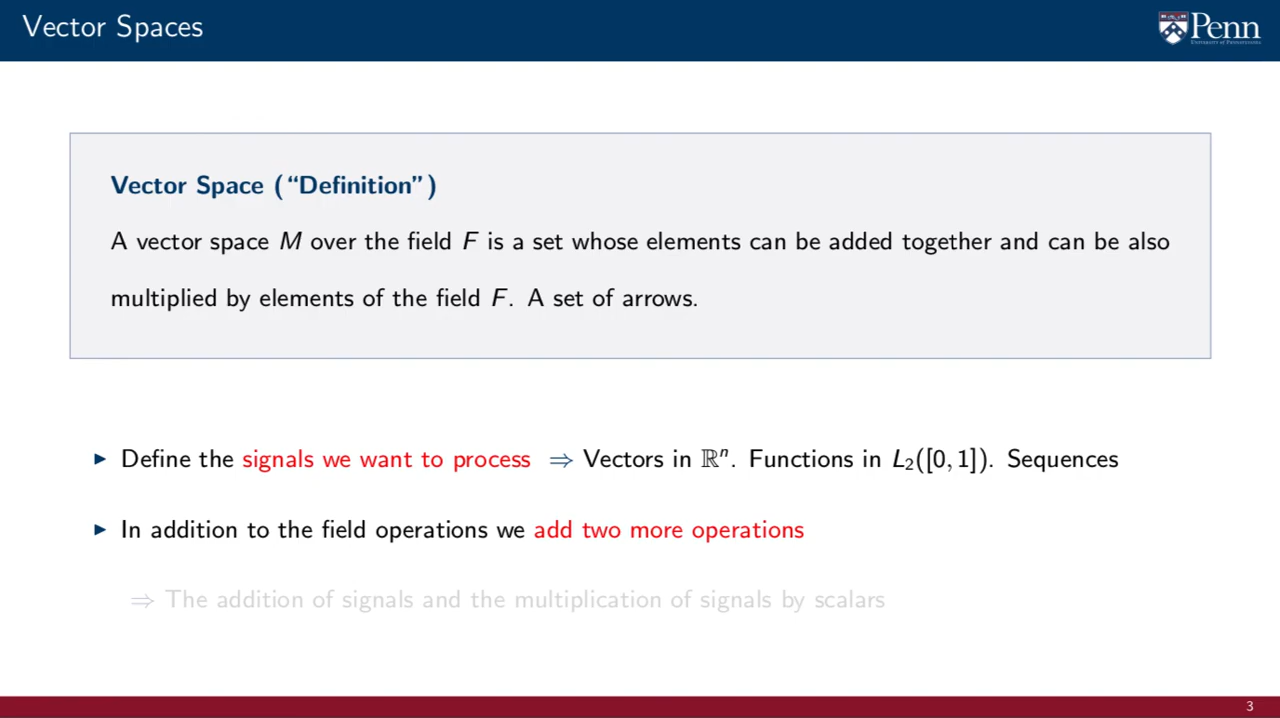 Vector Spaces
Penn
UNIVERSITY OF PENNSYLVANIA
Vector Space (“Definition”)
A vector space M over the field F is a set whose elements can be added together and can be also
multiplied by elements of the field F. A set of arrows.
▶ Define the signals we want to process ⇒ Vectors in ℝⁿ. Functions in L₂([0, 1]). Sequences
▶ In addition to the field operations we add two more operations
⇒ The addition of signals and the multiplication of signals by scalars
3